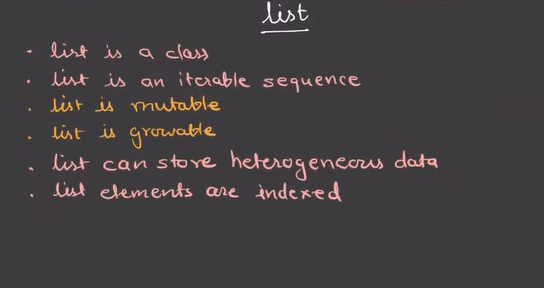 list
• list is a class
• list is an iterable sequence
• list is mutable
• list is growable
• list can store heterogeneous data
• list elements are indexed